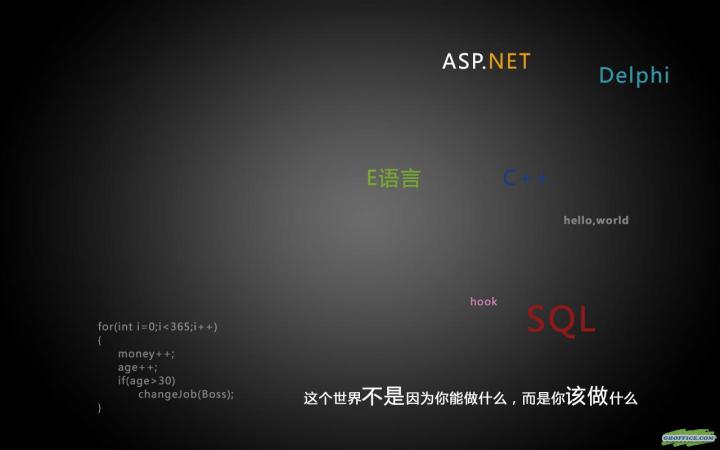 ASP.NET
Delphi
E语言
C++
hello,world
hook
SQL
for(int i=0;i<365;i++)
{
money++;
age++;
if(age>30)
changeJob(Boss);
}
这个世界不是因为你能做什么，而是你该做什么
GHOFFICE.COM